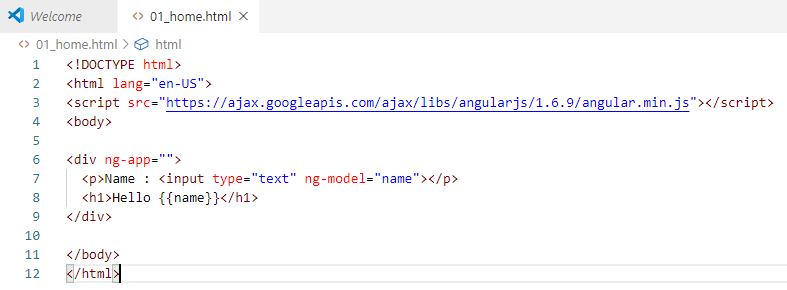 Welcome
<> 01_home.html ×
<> 01_home.html > html
1 <!DOCTYPE html>
2 <html lang="en-US">
3 <script src="https://ajax.googleapis.com/ajax/libs/angularjs/1.6.9/angular.min.js"></script>
4 <body>
5
6 <div ng-app="">
7 <p>Name : <input type="text" ng-model="name"></p>
8 <h1>Hello {{name}}</h1>
9 </div>
10
11 </body>
12 </html>